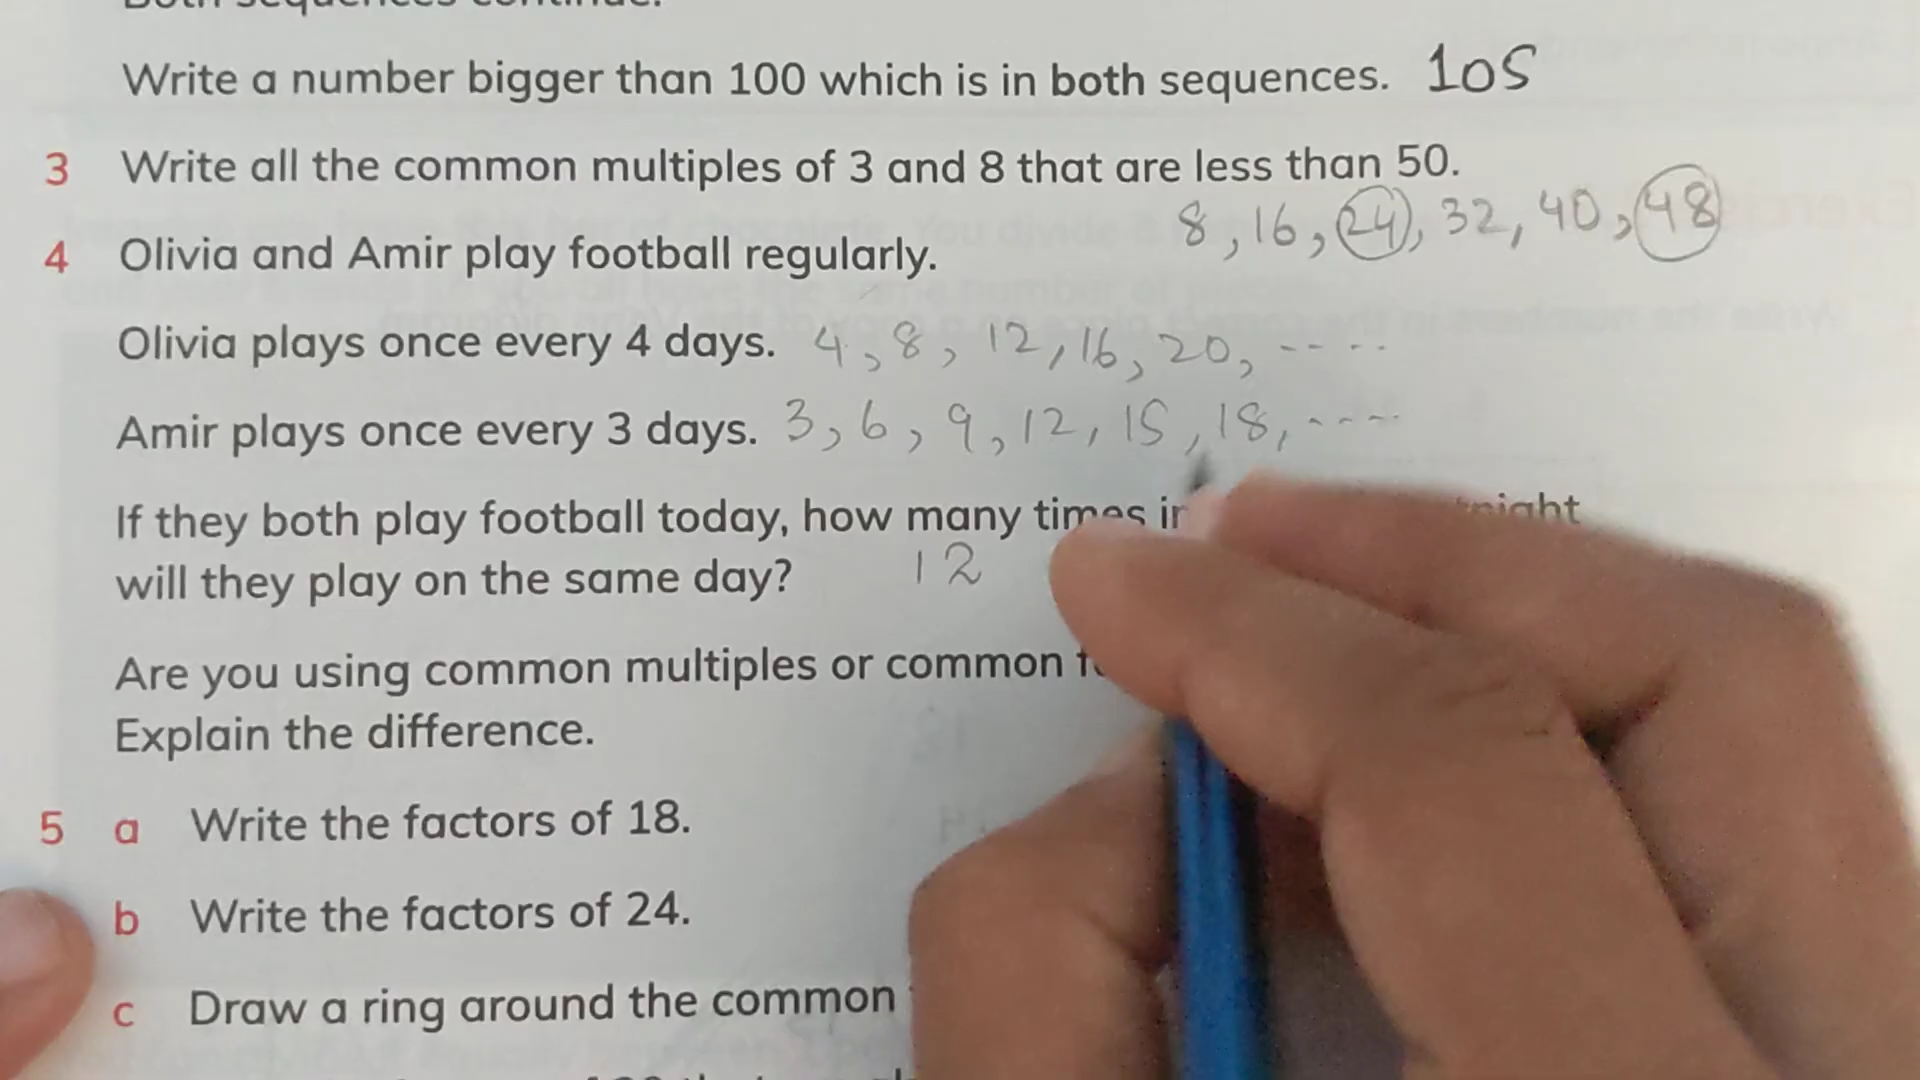 Both sequences continue.
Write a number bigger than 100 which is in both sequences. 105
3 Write all the common multiples of 3 and 8 that are less than 50.
8, 16, 24, 32, 40, 48
4 Olivia and Amir play football regularly.
Olivia plays once every 4 days. 4, 8, 12, 16, 20, ----
Amir plays once every 3 days. 3, 6, 9, 12, 15, 18, ----
If they both play football today, how many times
will they play on the same day? 12
Are you using common multiples or common
Explain the difference.
5 a Write the factors of 18.
b Write the factors of 24.
c Draw a ring around the common